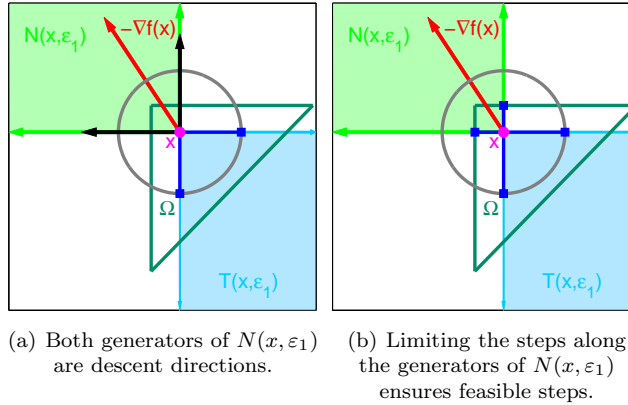 N(x,ε₁)
−∇f(x)
x
Ω
T(x,ε₁)
N(x,ε₁)
−∇f(x)
x
Ω
T(x,ε₁)
(a) Both generators of N(x, ε₁)
are descent directions.
(b) Limiting the steps along
the generators of N(x, ε₁)
ensures feasible steps.